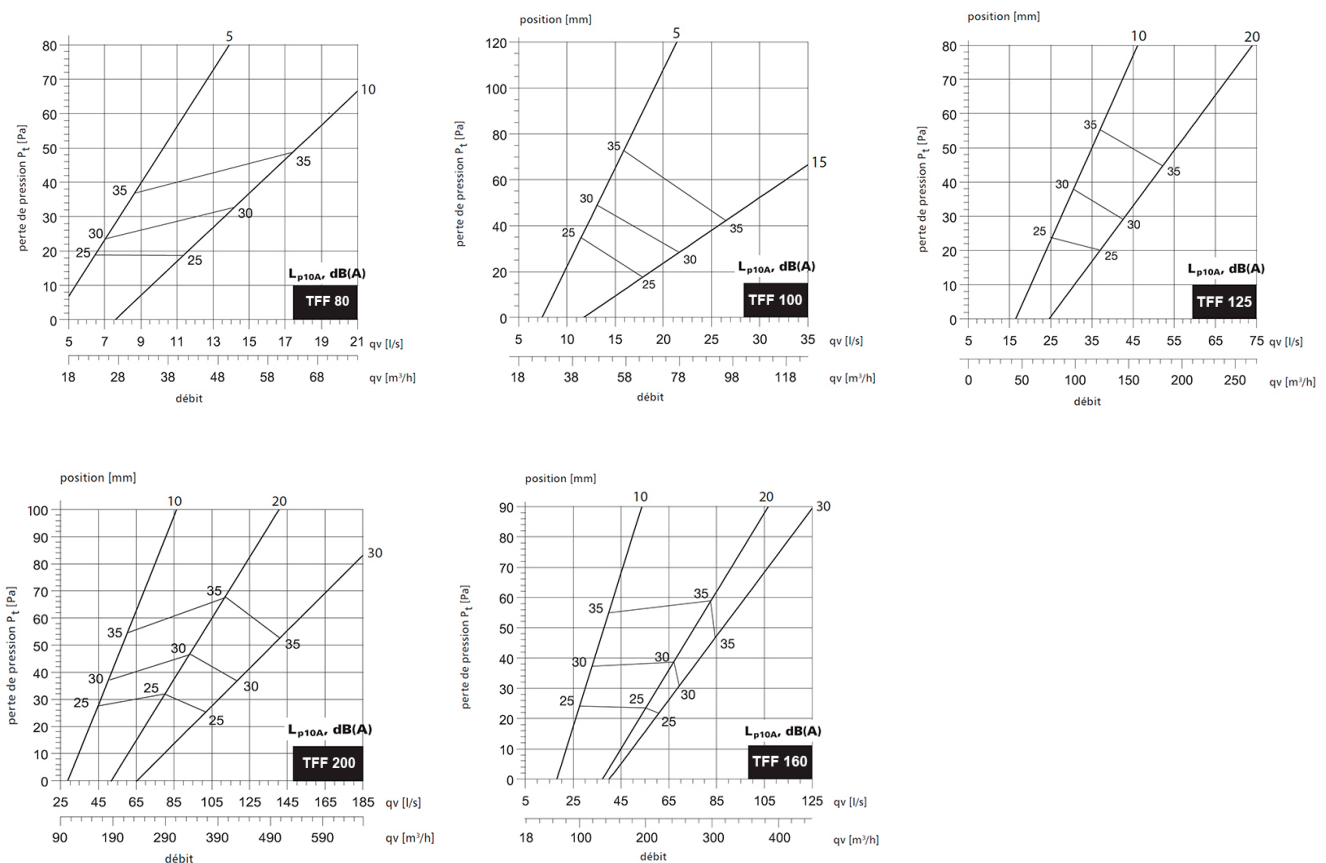 5
80
70
60
50
40
30
20
10
0
perte de pression Pt [Pa]
10
35
35
30
30
25
25
Lp10A, dB(A)
TFF 80
5 7 9 11 13 15 17 19 21 qv [l/s]
18 28 38 48 58 68 qv [m³/h]
débit
position [mm]
5
120
100
80
60
40
20
0
perte de pression Pt [Pa]
15
35
35
30
30
25
25
Lp10A, dB(A)
TFF 100
5 10 15 20 25 30 35 qv [l/s]
18 38 58 78 98 118 qv [m³/h]
débit
position [mm]
10 20
80
70
60
50
40
30
20
10
0
perte de pression Pt [Pa]
35
35
30
30
25
25
Lp10A, dB(A)
TFF 125
5 15 25 35 45 55 65 75 qv [l/s]
0 50 100 150 200 250 qv [m³/h]
débit
position [mm]
10 20
100
90
80
70
60
50
40
30
20
10
0
perte de pression Pt [Pa]
30
35
35
35
30
30
30
25
25
25
Lp10A, dB(A)
TFF 200
25 45 65 85 105 125 145 165 185 qv [l/s]
90 190 290 390 490 590 qv [m³/h]
débit
position [mm]
10 20 30
90
80
70
60
50
40
30
20
10
0
perte de pression Pt [Pa]
35
35
35
30
30
30
25
25
25
Lp10A, dB(A)
TFF 160
5 25 45 65 85 105 125 qv [l/s]
18 100 200 300 400 qv [m³/h]
débit